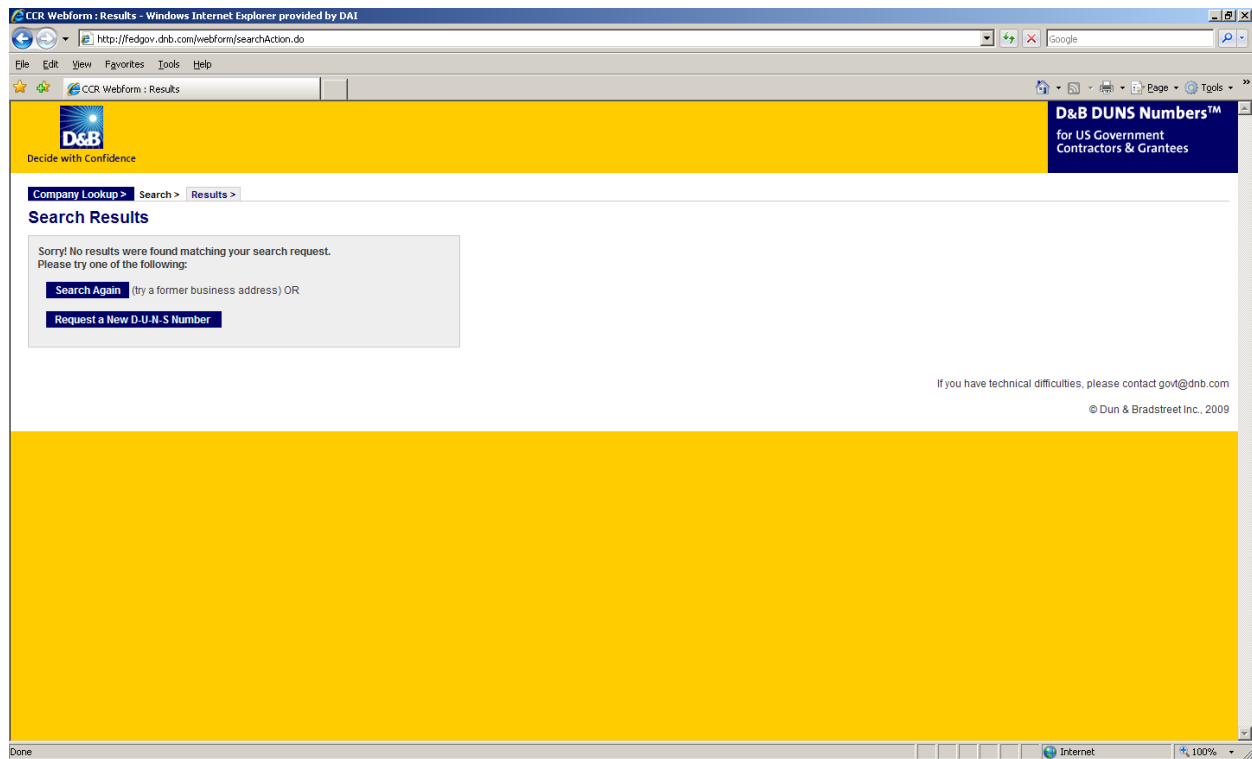 CCR Webform : Results - Windows Internet Explorer provided by DAI
http://fedgov.dnb.com/webform/searchAction.do
Google
File Edit View Favorites Tools Help
CCR Webform : Results
Page Tools »
D&B
Decide with Confidence
D&B DUNS Numbers™
for US Government
Contractors & Grantees
Company Lookup > Search > Results >
Search Results
Sorry! No results were found matching your search request.
Please try one of the following:
Search Again (try a former business address) OR
Request a New D-U-N-S Number
If you have technical difficulties, please contact govt@dnb.com
© Dun & Bradstreet Inc., 2009
Done Internet 100%